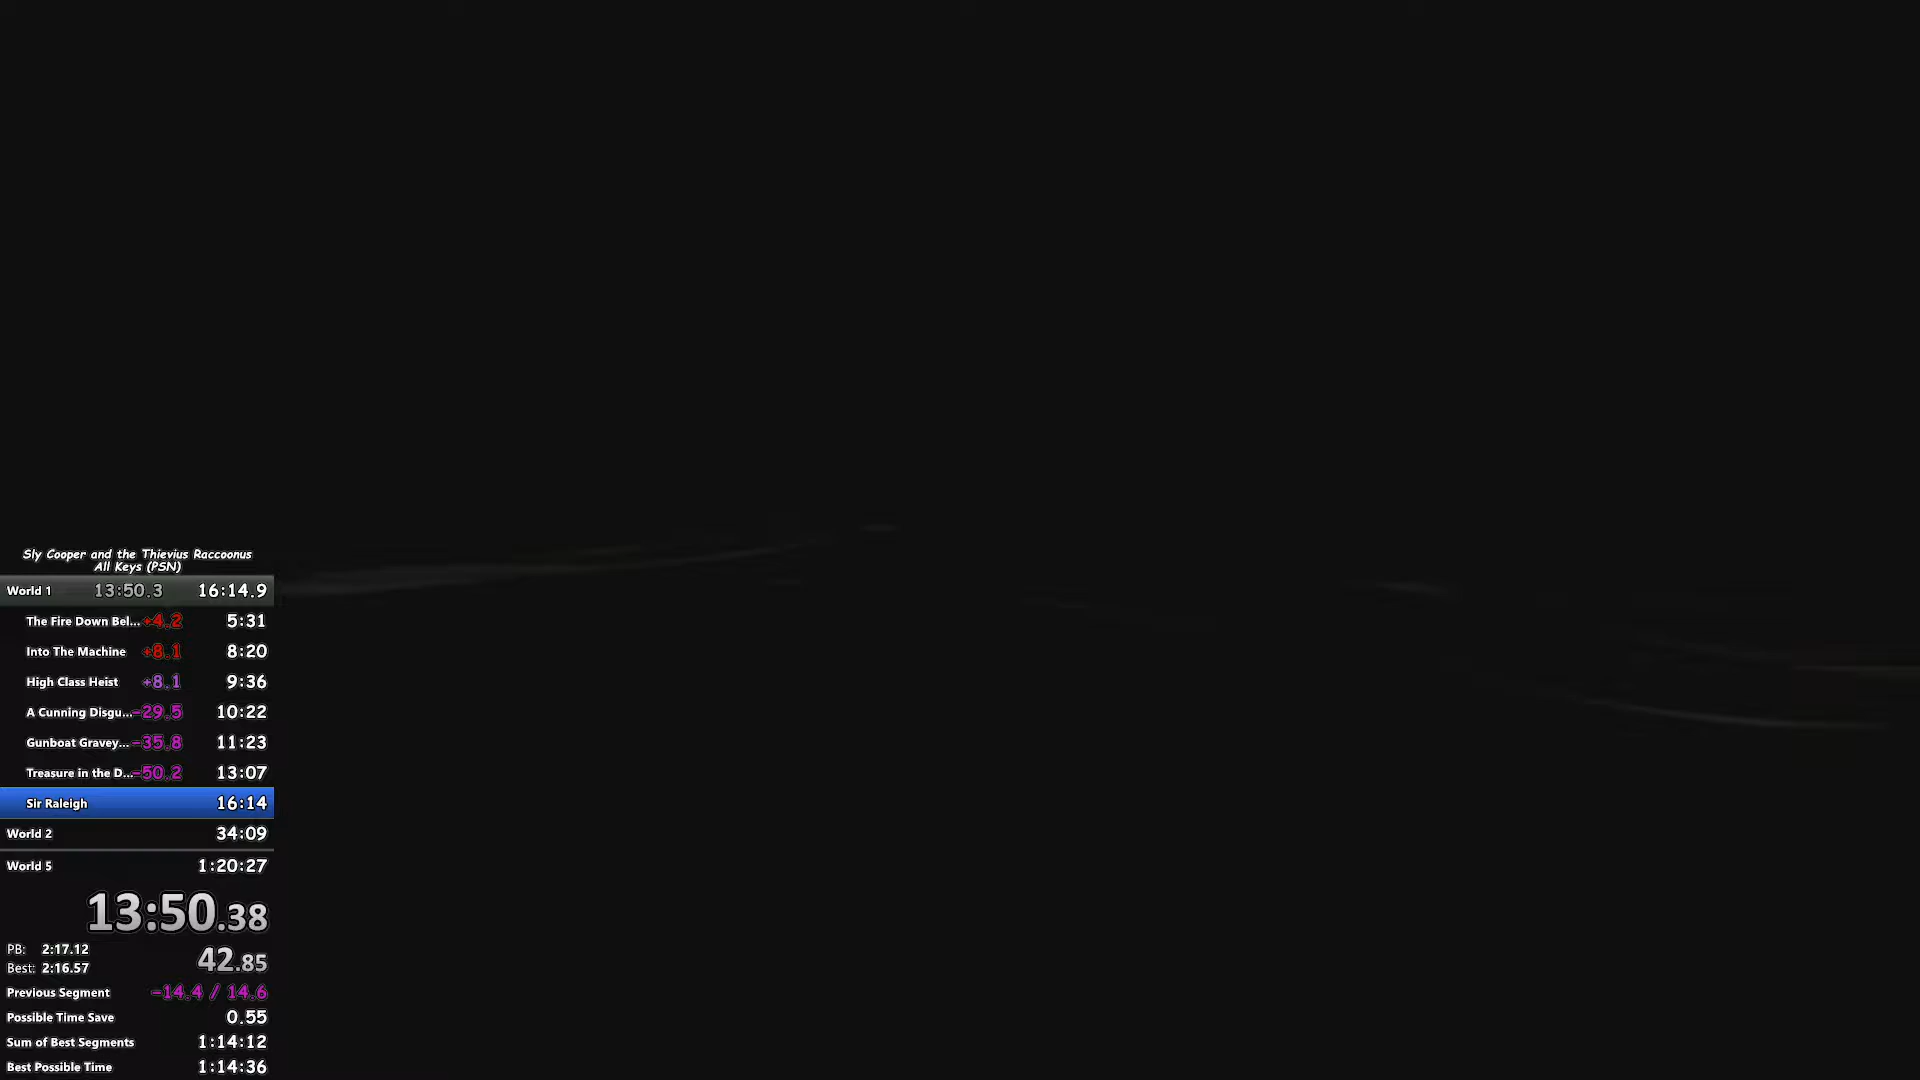 Sly Cooper and the Thievius Raccoonus
All Keys (PSN)
World 1 13:50.3 16:14.9
The Fire Down Bel... +4.2 5:31
Into The Machine +8.1 8:20
High Class Heist +8.1 9:36
A Cunning Disgu... -29.5 10:22
Gunboat Gravey... -35.8 11:23
Treasure in the D... -50.2 13:07
Sir Raleigh 16:14
World 2 34:09
World 5 1:20:27
13:50.38
PB: 2:17.12 42.85
Best: 2:16.57
Previous Segment -14.4 / 14.6
Possible Time Save 0.55
Sum of Best Segments 1:14:12
Best Possible Time 1:14:36